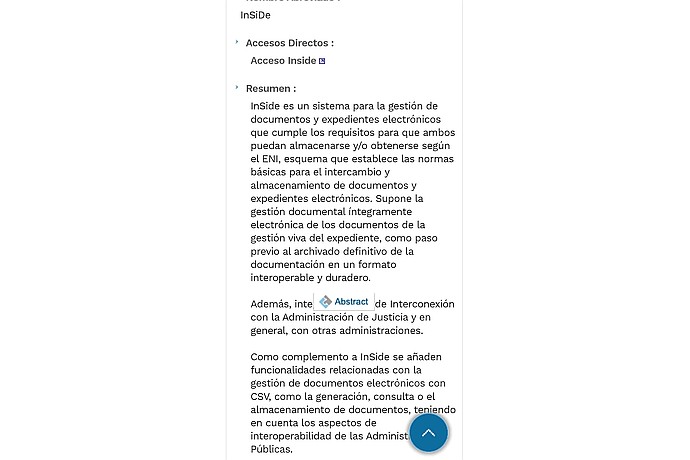 InSiDe
Accesos Directos :
Acceso Inside
Resumen :
InSide es un sistema para la gestión de
documentos y expedientes electrónicos
que cumple los requisitos para que ambos
puedan almacenarse y/o obtenerse según
el ENI, esquema que establece las normas
básicas para el intercambio y
almacenamiento de documentos y
expedientes electrónicos. Supone la
gestión documental íntegramente
electrónica de los documentos de la
gestión viva del expediente, como paso
previo al archivado definitivo de la
documentación en un formato
interoperable y duradero.
Además, inte Abstract de Interconexión
con la Administración de Justicia y en
general, con otras administraciones.
Como complemento a InSide se añaden
funcionalidades relacionadas con la
gestión de documentos electrónicos con
CSV, como la generación, consulta o el
almacenamiento de documentos, teniendo
en cuenta los aspectos de
interoperabilidad de las Administ
Públicas.